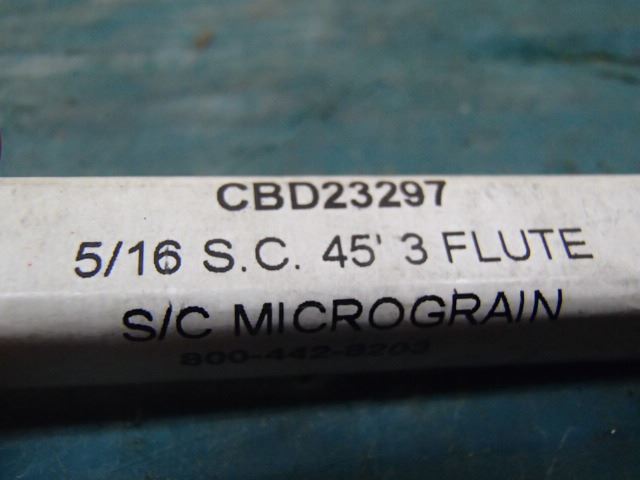 CBD23297
5/16 S.C. 45' 3 FLUTE
S/C MICROGRAIN
800-442-8203